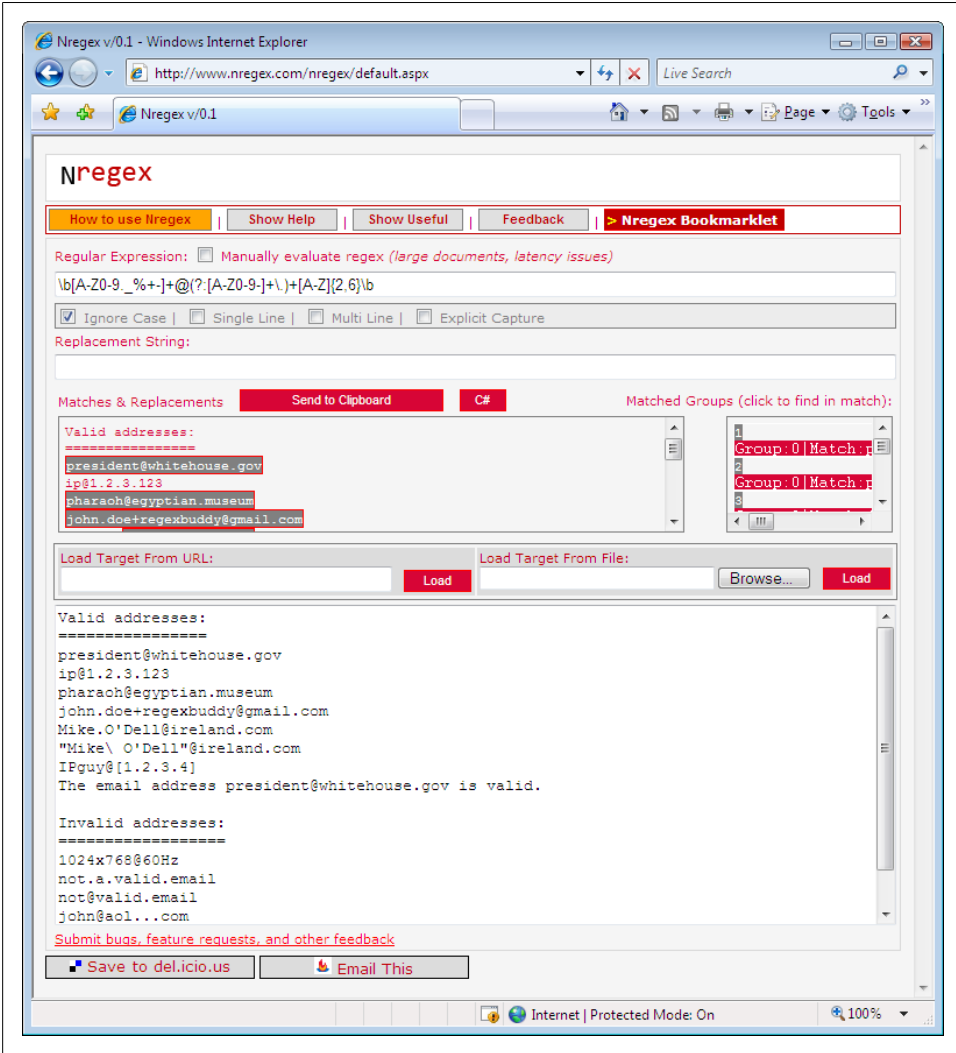 Nregex v/0.1 - Windows Internet Explorer
http://www.nregex.com/nregex/default.aspx
Live Search
Nregex v/0.1
Page
Tools
Nregex
How to use Nregex | Show Help | Show Useful | Feedback | > Nregex Bookmarklet
Regular Expression: Manually evaluate regex (large documents, latency issues)
\b[A-Z0-9._%+-]+@(?:[A-Z0-9-]+\.)+[A-Z]{2,6}\b
Ignore Case | Single Line | Multi Line | Explicit Capture
Replacement String:
Matches & Replacements Send to Clipboard C# Matched Groups (click to find in match):
Valid addresses:
================
president@whitehouse.gov
ip@1.2.3.123
pharaoh@egyptian.museum
john.doe+regexbuddy@gmail.com
1
Group:0|Match:p
2
Group:0|Match:p
3
Load Target From URL: Load Target From File:
Load Browse... Load
Valid addresses:
================
president@whitehouse.gov
ip@1.2.3.123
pharaoh@egyptian.museum
john.doe+regexbuddy@gmail.com
Mike.O'Dell@ireland.com
"Mike\ O'Dell"@ireland.com
IPguy@[1.2.3.4]
The email address president@whitehouse.gov is valid.
Invalid addresses:
==================
1024x768@60Hz
not.a.valid.email
not@valid.email
john@aol...com
Submit bugs, feature requests, and other feedback
Save to del.icio.us Email This
Internet | Protected Mode: On 100%